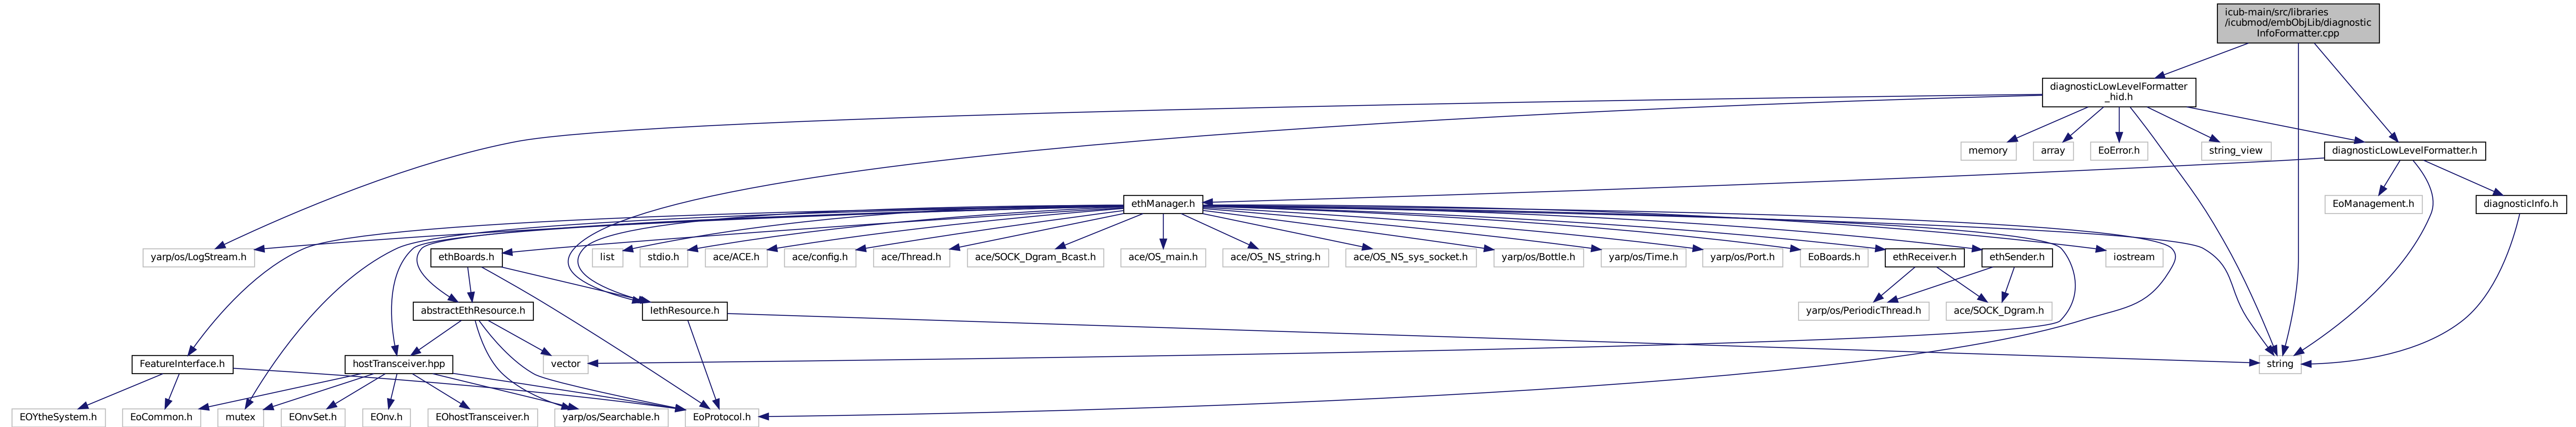 icub-main/src/libraries
/icubmod/embObjLib/diagnostic
InfoFormatter.cpp
diagnosticLowLevelFormatter
_hid.h
memory
array
EoError.h
string_view
diagnosticLowLevelFormatter.h
ethManager.h
EoManagement.h
diagnosticInfo.h
yarp/os/LogStream.h
ethBoards.h
list
stdio.h
ace/ACE.h
ace/config.h
ace/Thread.h
ace/SOCK_Dgram_Bcast.h
ace/OS_main.h
ace/OS_NS_string.h
ace/OS_NS_sys_socket.h
yarp/os/Bottle.h
yarp/os/Time.h
yarp/os/Port.h
EoBoards.h
ethReceiver.h
ethSender.h
iostream
abstractEthResource.h
IethResource.h
yarp/os/PeriodicThread.h
ace/SOCK_Dgram.h
FeatureInterface.h
hostTransceiver.hpp
vector
string
EOYtheSystem.h
EoCommon.h
mutex
EOnvSet.h
EOnv.h
EOhostTransceiver.h
yarp/os/Searchable.h
EoProtocol.h